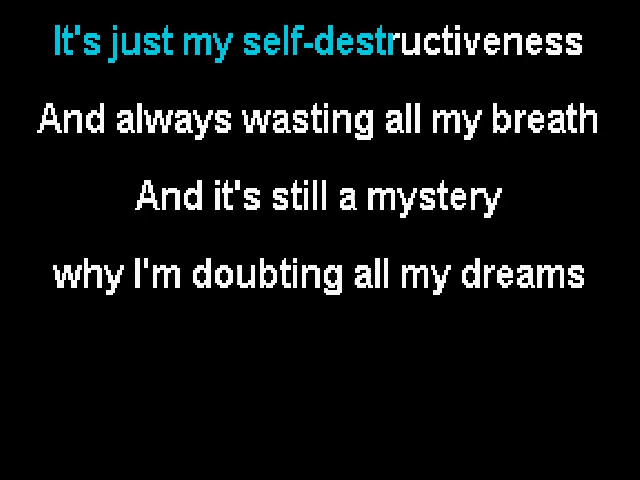 It's just my self-destructiveness
And always wasting all my breath
And it's still a mystery
why I'm doubting all my dreams